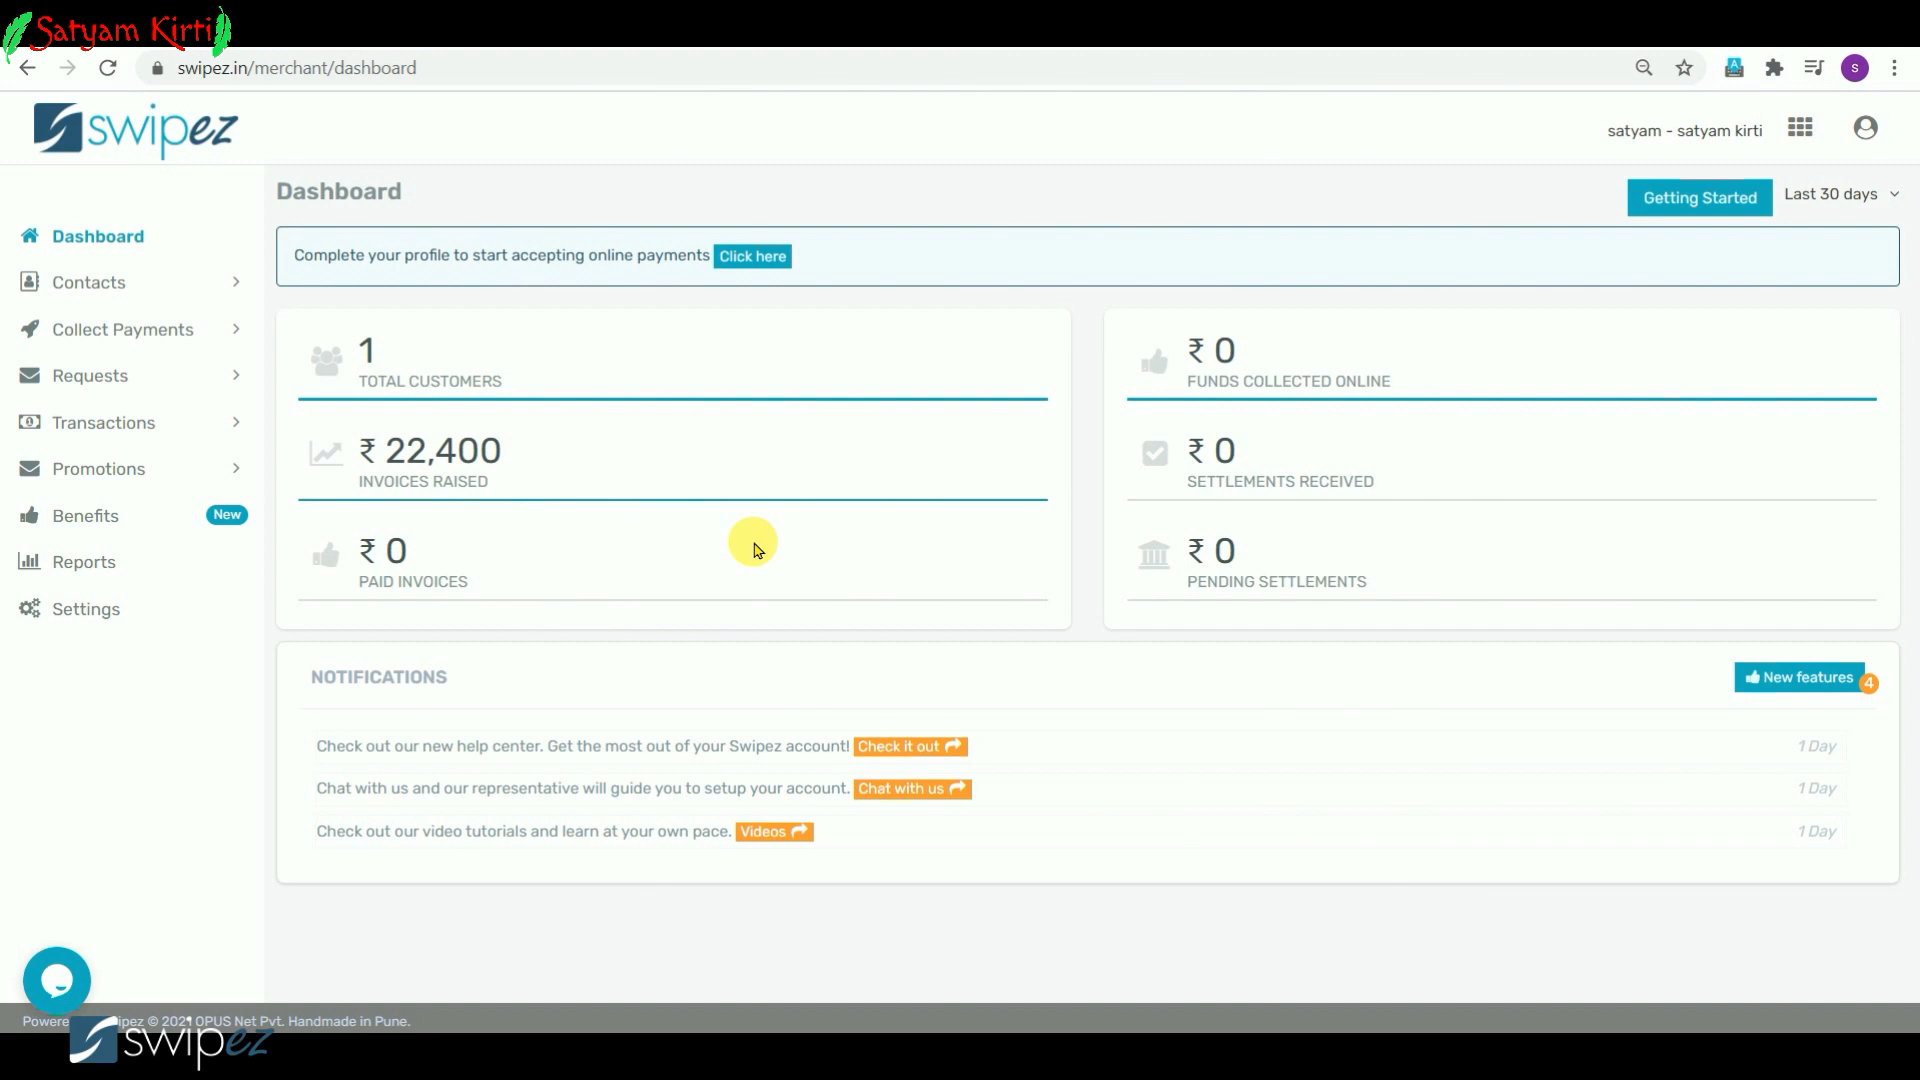 Satyam Kirti
swipez.in/merchant/dashboard
S
swipez
satyam - satyam kirti
Dashboard
Getting Started
Last 30 days
Complete your profile to start accepting online payments Click here
Dashboard
Contacts
Collect Payments
Requests
Transactions
Promotions
Benefits New
Reports
Settings
1
TOTAL CUSTOMERS
₹ 22,400
INVOICES RAISED
₹ 0
PAID INVOICES
₹ 0
FUNDS COLLECTED ONLINE
₹ 0
SETTLEMENTS RECEIVED
₹ 0
PENDING SETTLEMENTS
NOTIFICATIONS
New features 4
Check out our new help center. Get the most out of your Swipez account! Check it out 1 Day
Chat with us and our representative will guide you to setup your account. Chat with us 1 Day
Check out our video tutorials and learn at your own pace. Videos 1 Day
© 2021 OPUS Net Pvt. Handmade in Pune.
swipez